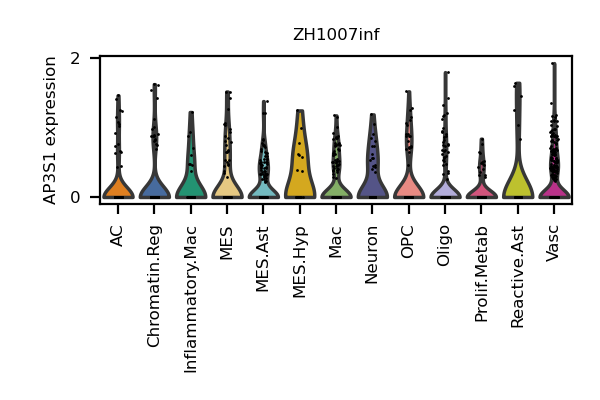 ZH1007inf
AP3S1 expression
2
0
AC
Chromatin.Reg
Inflammatory.Mac
MES
MES.Ast
MES.Hyp
Mac
Neuron
OPC
Oligo
Prolif.Metab
Reactive.Ast
Vasc